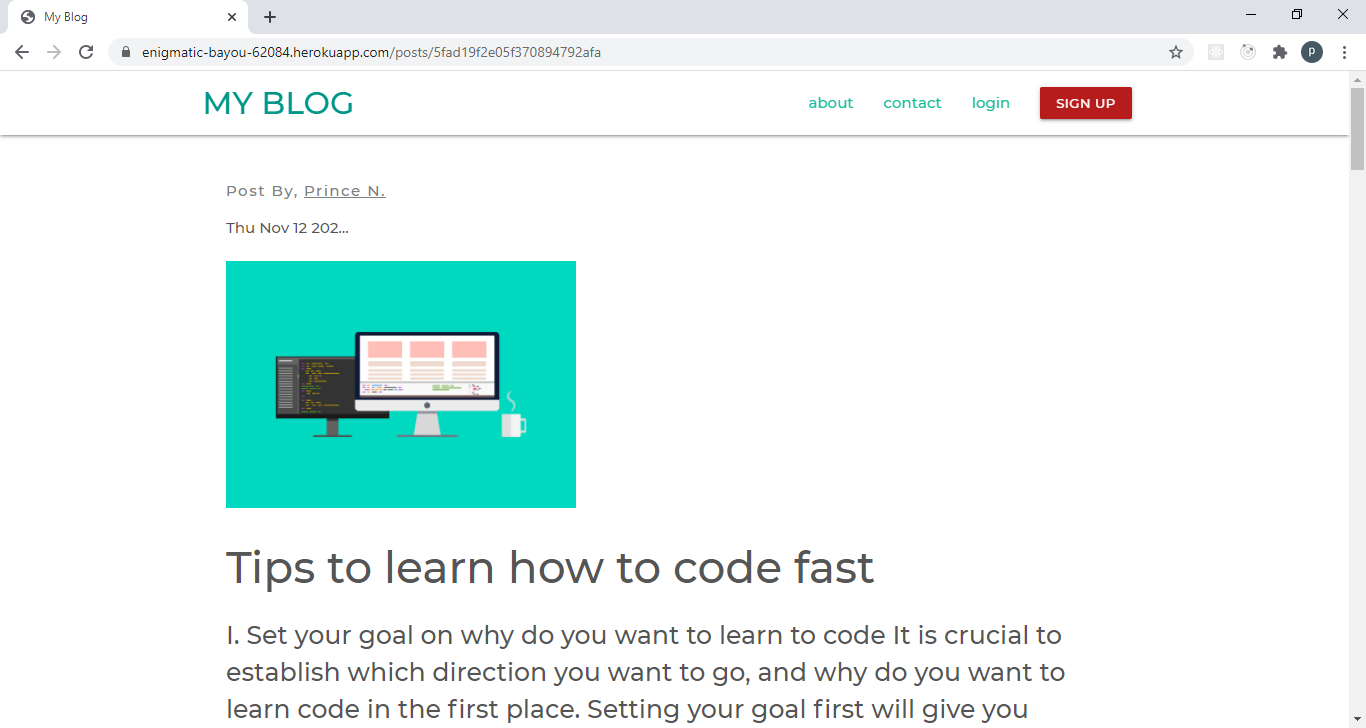 My Blog
enigmatic-bayou-62084.herokuapp.com/posts/5fad19f2e05f370894792afa
P
MY BLOG
about contact login SIGN UP
Post By, Prince N.
Thu Nov 12 202...
Tips to learn how to code fast
I. Set your goal on why do you want to learn to code It is crucial to
establish which direction you want to go, and why do you want to
learn code in the first place. Setting your goal first will give you